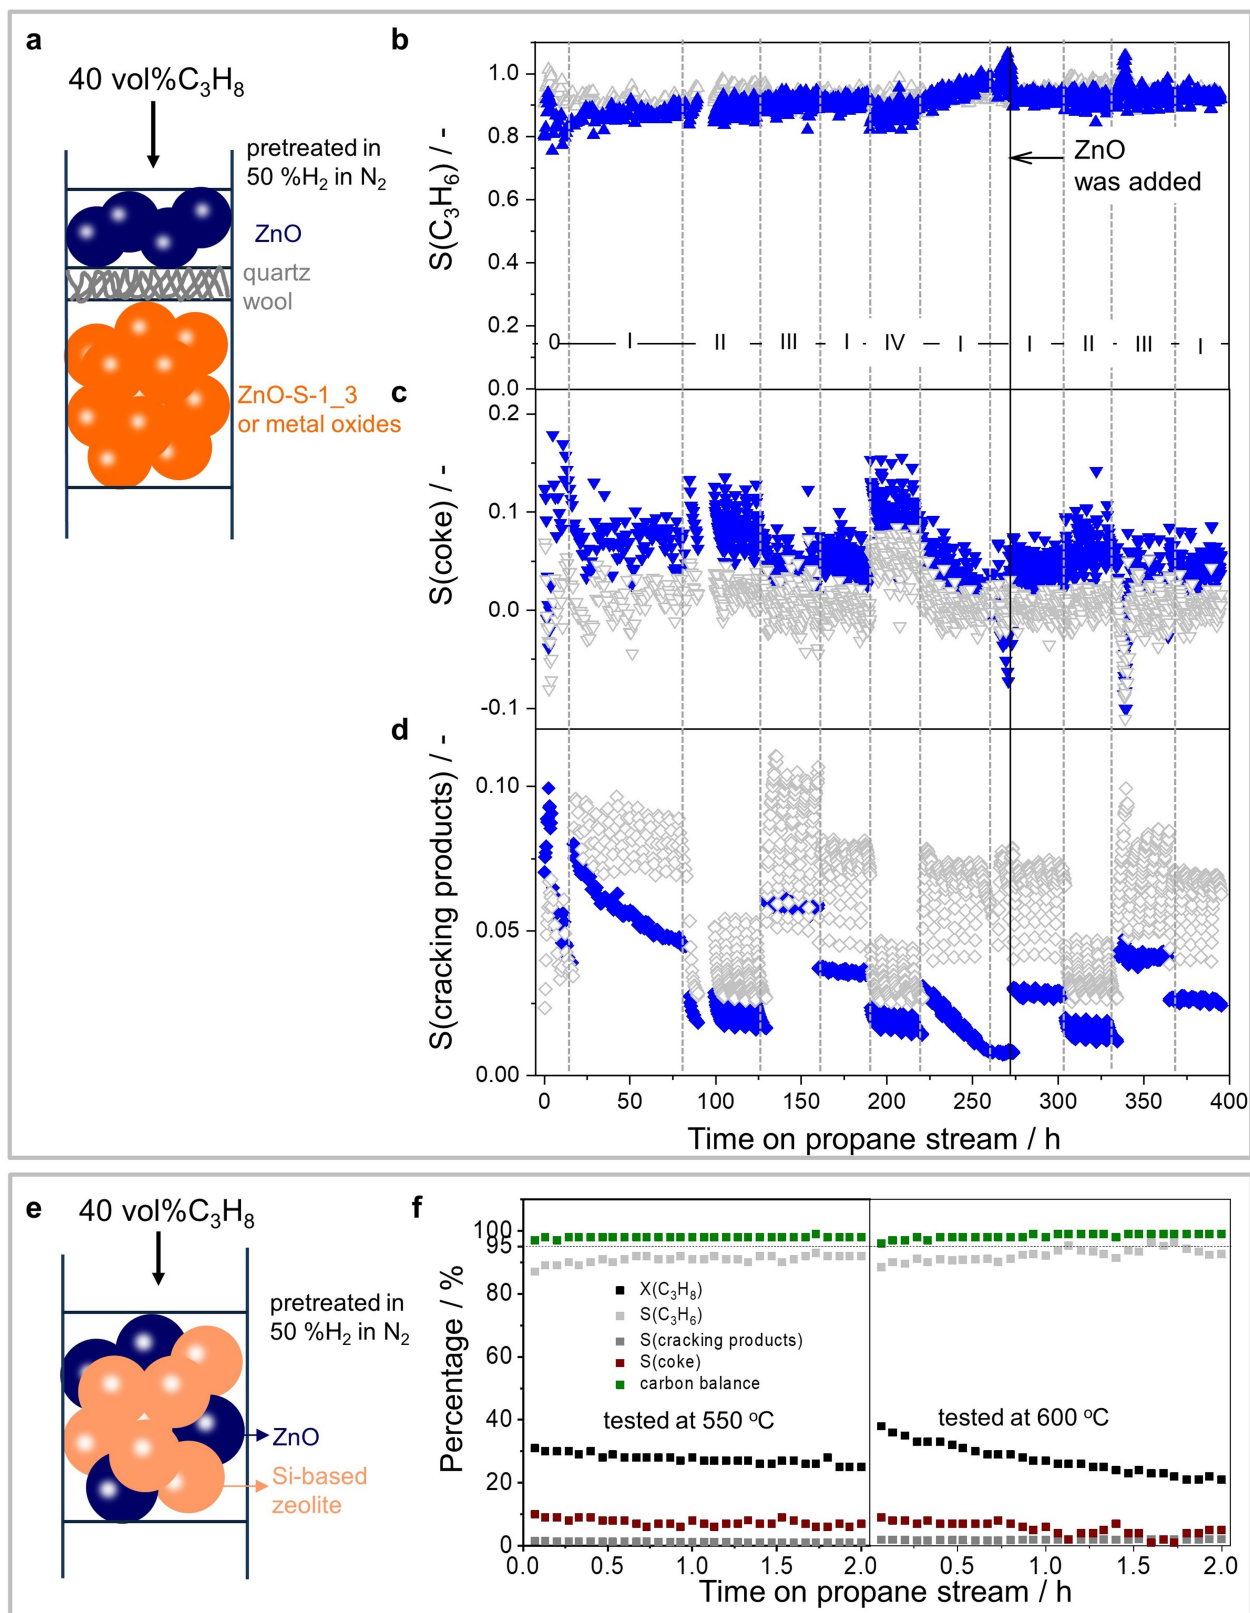 a
40 vol%C₃H₈
pretreated in
50 %H₂ in N₂
ZnO
quartz
wool
ZnO-S-1_3
or metal oxides
b
S(C₃H₆) / -
1.0
0.8
0.6
0.4
0.2
0.0
ZnO
was added
0 I II III I IV I I II III I
c
S(coke) / -
0.2
0.1
0.0
-0.1
d
S(cracking products) / -
0.10
0.05
0.00
0 50 100 150 200 250 300 350 400
Time on propane stream / h
e
40 vol%C₃H₈
pretreated in
50 %H₂ in N₂
ZnO
Si-based
zeolite
f
Percentage / %
100
95
80
60
40
20
0
X(C₃H₈)
S(C₃H₆)
S(cracking products)
S(coke)
carbon balance
tested at 550 °C
tested at 600 °C
0.0 0.5 1.0 1.5 2.0 0.5 1.0 1.5 2.0
Time on propane stream / h